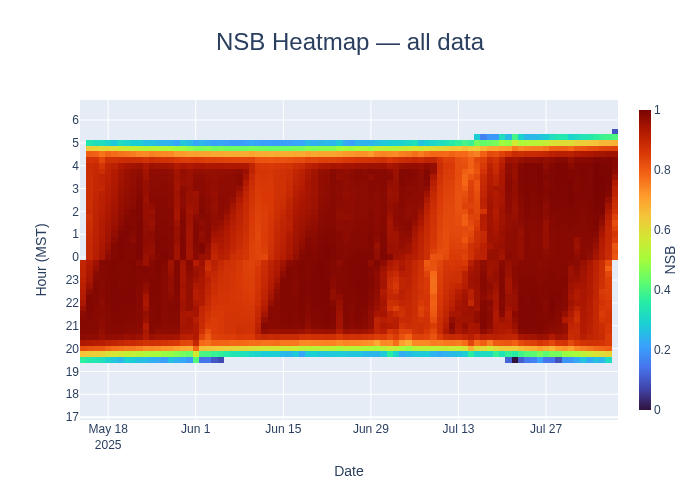 NSB Heatmap — all data
6
5
4
3
2
1
0
23
22
21
20
19
18
17
Hour (MST)
May 18
2025
Jun 1
Jun 15
Jun 29
Jul 13
Jul 27
Date
1
0.8
0.6
0.4
0.2
0
NSB